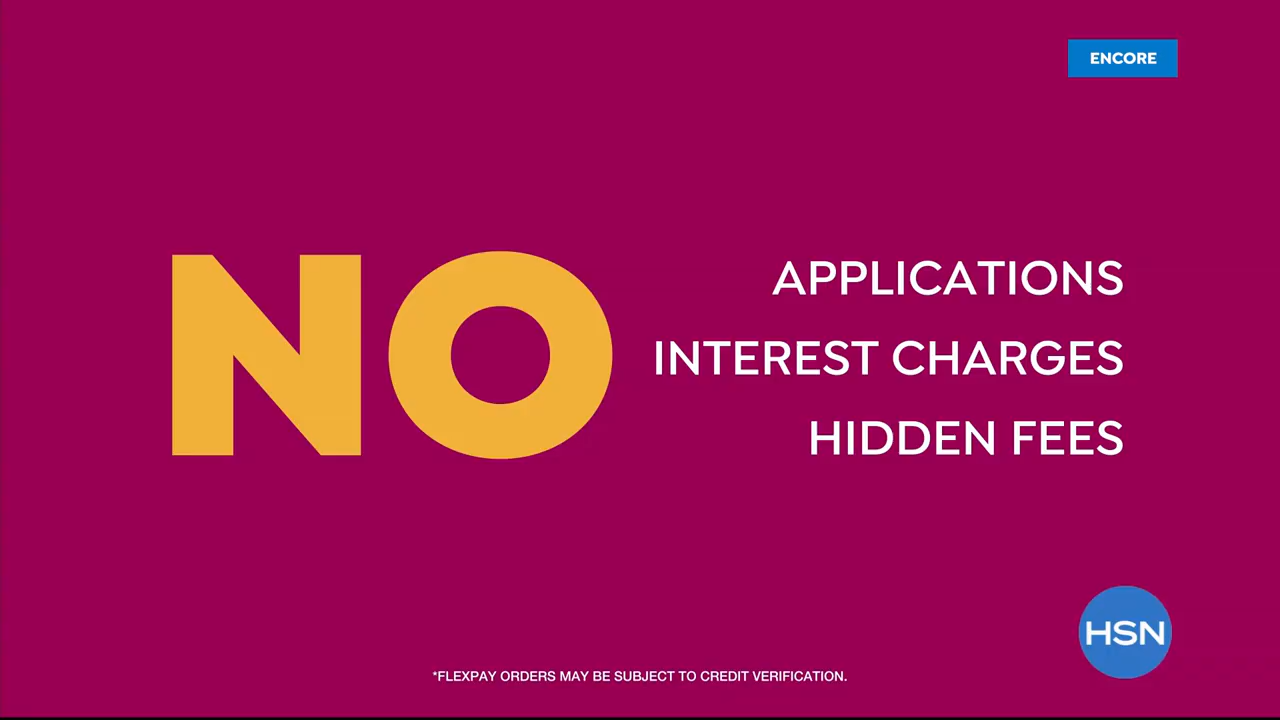 ENCORE
NO
APPLICATIONS
INTEREST CHARGES
HIDDEN FEES
HSN
*FLEXPAY ORDERS MAY BE SUBJECT TO CREDIT VERIFICATION.